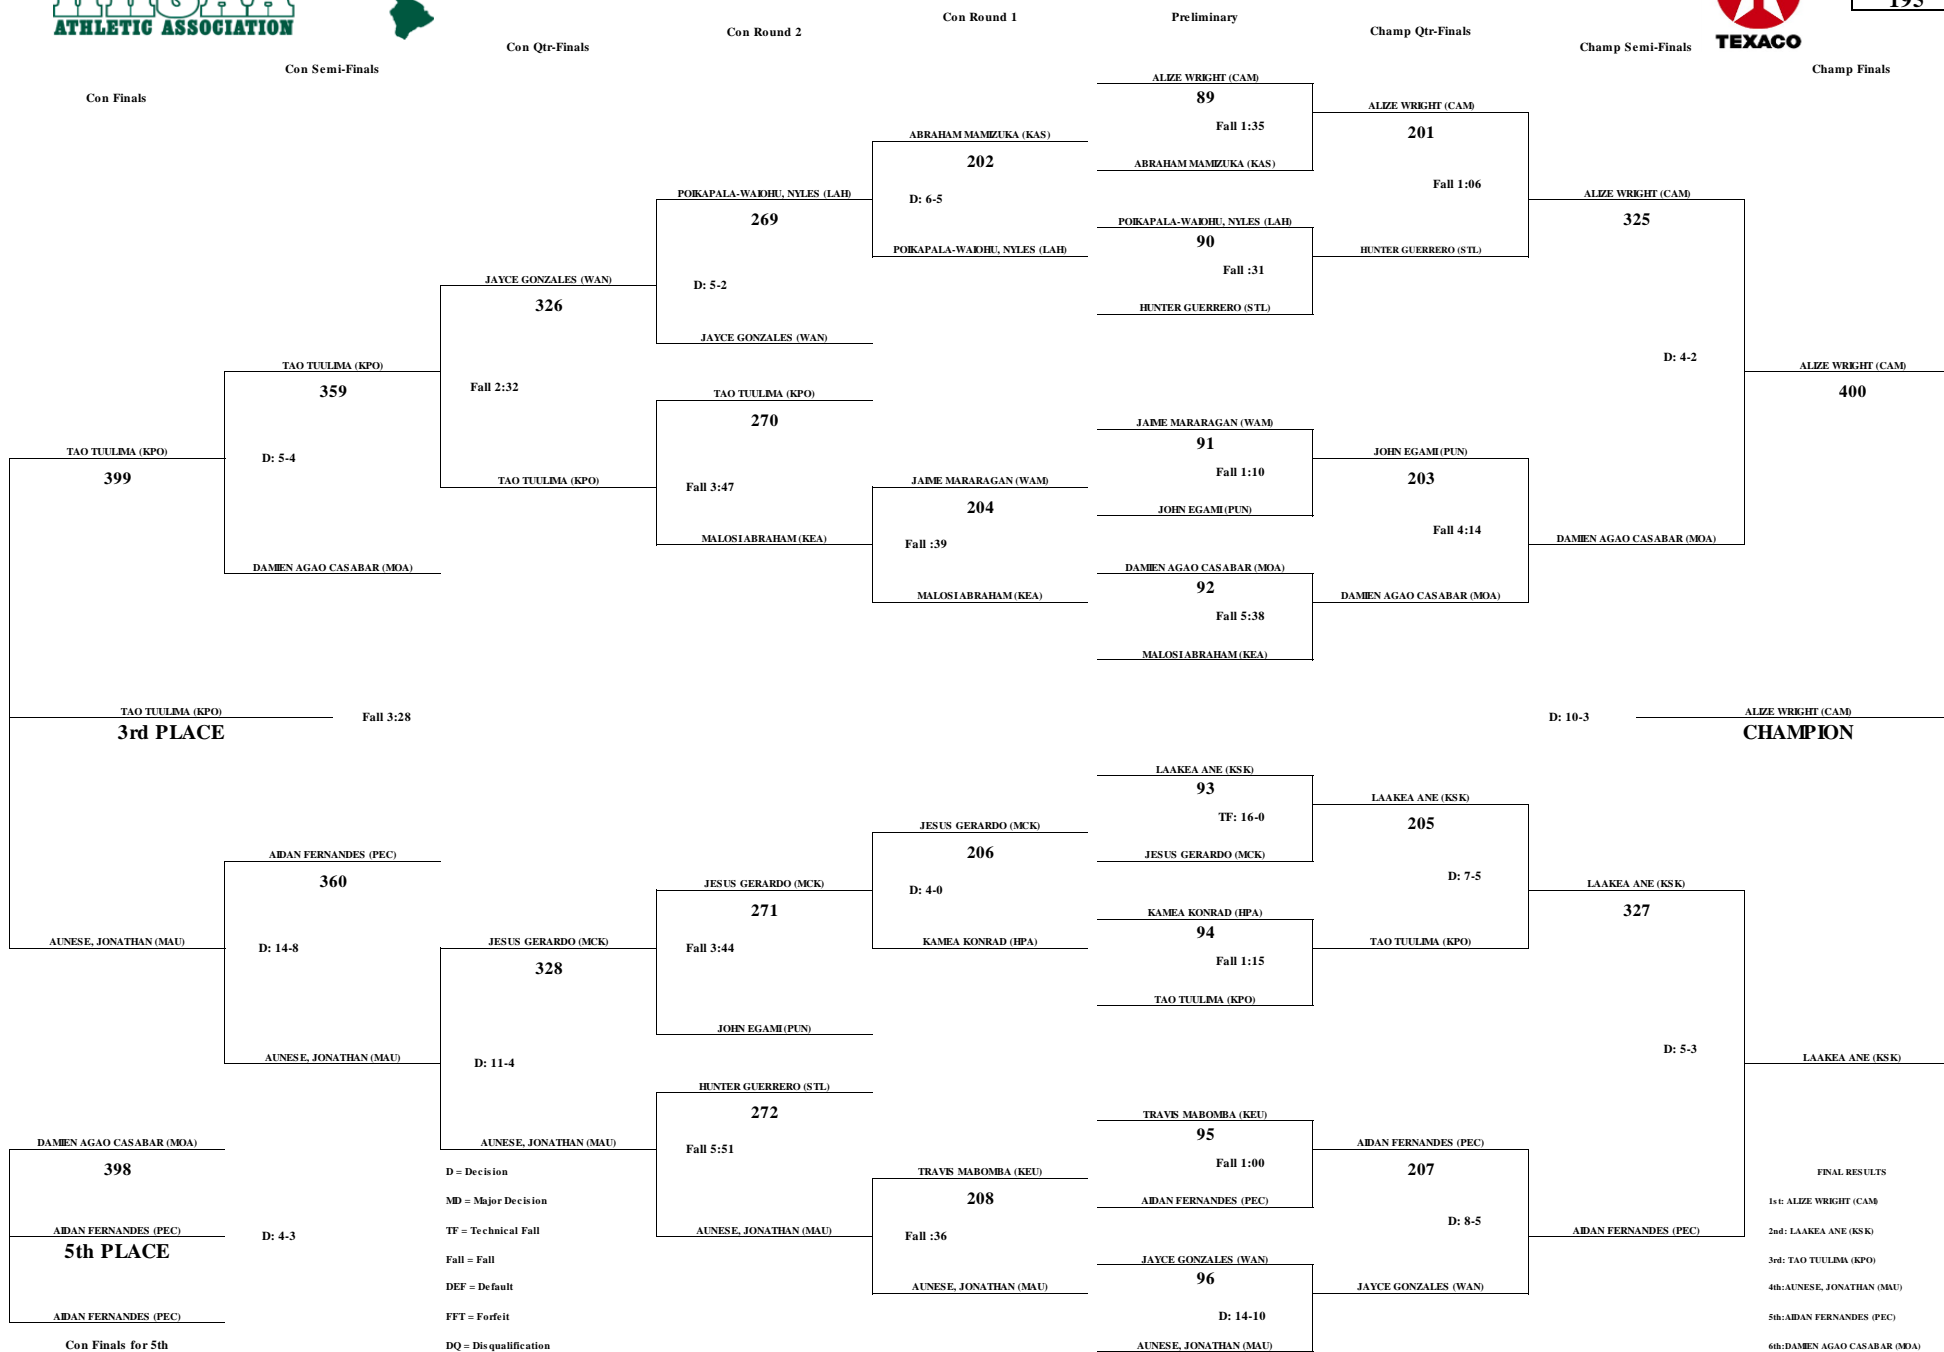 ATHLETIC ASSOCIATION
TEXACO
195
Con Finals
Con Semi-Finals
Con Qtr-Finals
Con Round 2
Con Round 1
Preliminary
Champ Qtr-Finals
Champ Semi-Finals
Champ Finals
ALIZE WRIGHT (CAM)
89
Fall 1:35
ABRAHAM MAMIZUKA (KAS)
POIKAPALA-WAIOHU, NYLES (LAH)
90
Fall :31
HUNTER GUERRERO (STL)
JAIME MARARAGAN (WAM)
91
Fall 1:10
JOHN EGAMI (PUN)
DAMIEN AGAO CASABAR (MOA)
92
Fall 5:38
MALOSI ABRAHAM (KEA)
LAAKEA ANE (KSK)
93
TF: 16-0
JESUS GERARDO (MCK)
KAMEA KONRAD (HPA)
94
Fall 1:15
TAO TUULIMA (KPO)
TRAVIS MABOMBA (KEU)
95
Fall 1:00
AIDAN FERNANDES (PEC)
JAYCE GONZALES (WAN)
96
D: 14-10
AUNESE, JONATHAN (MAU)
ALIZE WRIGHT (CAM)
201
Fall 1:06
HUNTER GUERRERO (STL)
JOHN EGAMI (PUN)
203
Fall 4:14
DAMIEN AGAO CASABAR (MOA)
LAAKEA ANE (KSK)
205
D: 7-5
TAO TUULIMA (KPO)
AIDAN FERNANDES (PEC)
207
D: 8-5
JAYCE GONZALES (WAN)
ALIZE WRIGHT (CAM)
325
D: 4-2
DAMIEN AGAO CASABAR (MOA)
LAAKEA ANE (KSK)
327
D: 5-3
AIDAN FERNANDES (PEC)
ALIZE WRIGHT (CAM)
400
D: 10-3
ALIZE WRIGHT (CAM)
CHAMPION
LAAKEA ANE (KSK)
ABRAHAM MAMIZUKA (KAS)
202
D: 6-5
POIKAPALA-WAIOHU, NYLES (LAH)
JAIME MARARAGAN (WAM)
204
Fall :39
MALOSI ABRAHAM (KEA)
JESUS GERARDO (MCK)
206
D: 4-0
KAMEA KONRAD (HPA)
TRAVIS MABOMBA (KEU)
208
Fall :36
AUNESE, JONATHAN (MAU)
POIKAPALA-WAIOHU, NYLES (LAH)
269
D: 5-2
JAYCE GONZALES (WAN)
TAO TUULIMA (KPO)
270
Fall 3:47
MALOSI ABRAHAM (KEA)
JESUS GERARDO (MCK)
271
Fall 3:44
JOHN EGAMI (PUN)
HUNTER GUERRERO (STL)
272
Fall 5:51
AUNESE, JONATHAN (MAU)
JAYCE GONZALES (WAN)
326
Fall 2:32
TAO TUULIMA (KPO)
JESUS GERARDO (MCK)
328
D: 11-4
AUNESE, JONATHAN (MAU)
TAO TUULIMA (KPO)
359
D: 5-4
DAMIEN AGAO CASABAR (MOA)
AIDAN FERNANDES (PEC)
360
D: 14-8
AUNESE, JONATHAN (MAU)
TAO TUULIMA (KPO)
399
TAO TUULIMA (KPO)
3rd PLACE
Fall 3:28
AUNESE, JONATHAN (MAU)
DAMIEN AGAO CASABAR (MOA)
398
AIDAN FERNANDES (PEC)
5th PLACE
D: 4-3
AIDAN FERNANDES (PEC)
Con Finals for 5th
D = Decision
MD = Major Decision
TF = Technical Fall
Fall = Fall
DEF = Default
FFT = Forfeit
DQ = Disqualification
FINAL RESULTS
1st: ALIZE WRIGHT (CAM)
2nd: LAAKEA ANE (KSK)
3rd: TAO TUULIMA (KPO)
4th: AUNESE, JONATHAN (MAU)
5th: AIDAN FERNANDES (PEC)
6th: DAMIEN AGAO CASABAR (MOA)